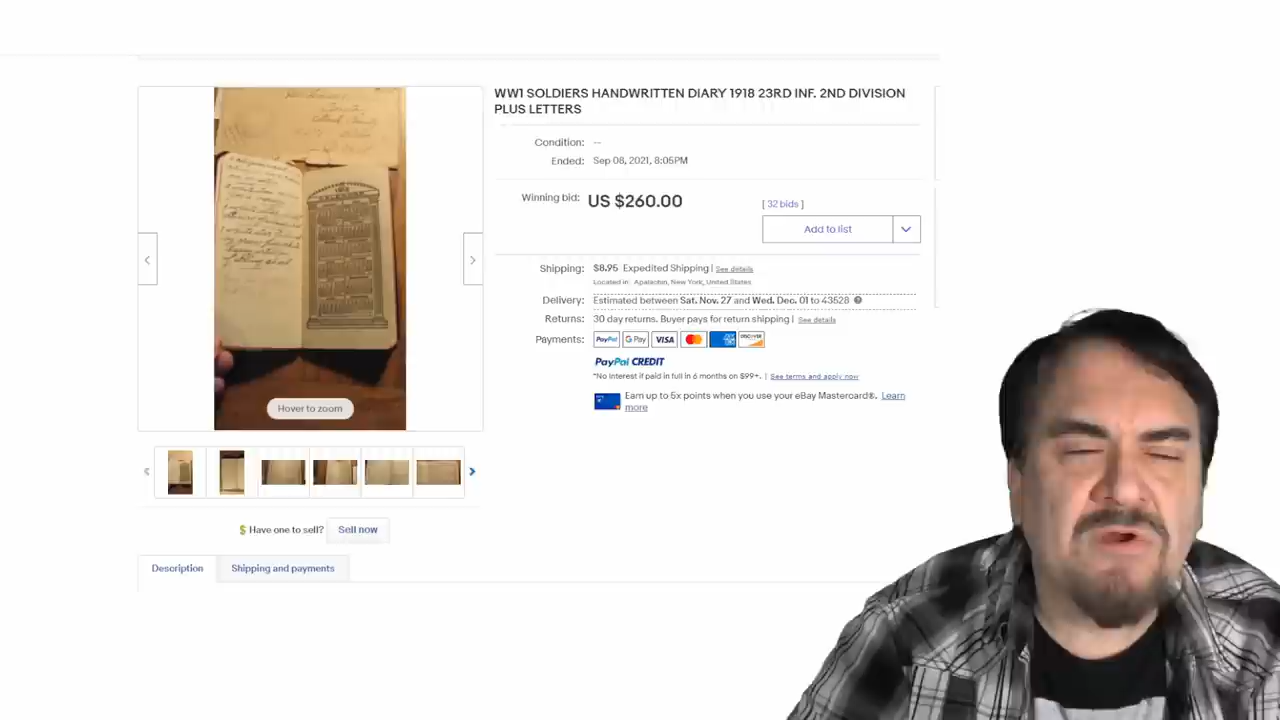 WW1 SOLDIERS HANDWRITTEN DIARY 1918 23RD INF. 2ND DIVISION
PLUS LETTERS
Condition: --
Ended: Sep 08, 2021, 8:05PM
Winning bid: US $260.00
[ 32 bids ]
Add to list
Shipping: $8.95 Expedited Shipping | See details
Located in: Apalachin, New York, United States
Delivery: Estimated between Sat. Nov. 27 and Wed. Dec. 01 to 43528
Returns: 30 day returns. Buyer pays for return shipping | See details
Payments: PayPal G Pay VISA DISCOVER
PayPal CREDIT
*No Interest if paid in full in 6 months on $99+. | See terms and apply now
Earn up to 5x points when you use your eBay Mastercard®. Learn
more
1918
Hover to zoom
$ Have one to sell? Sell now
Description
Shipping and payments